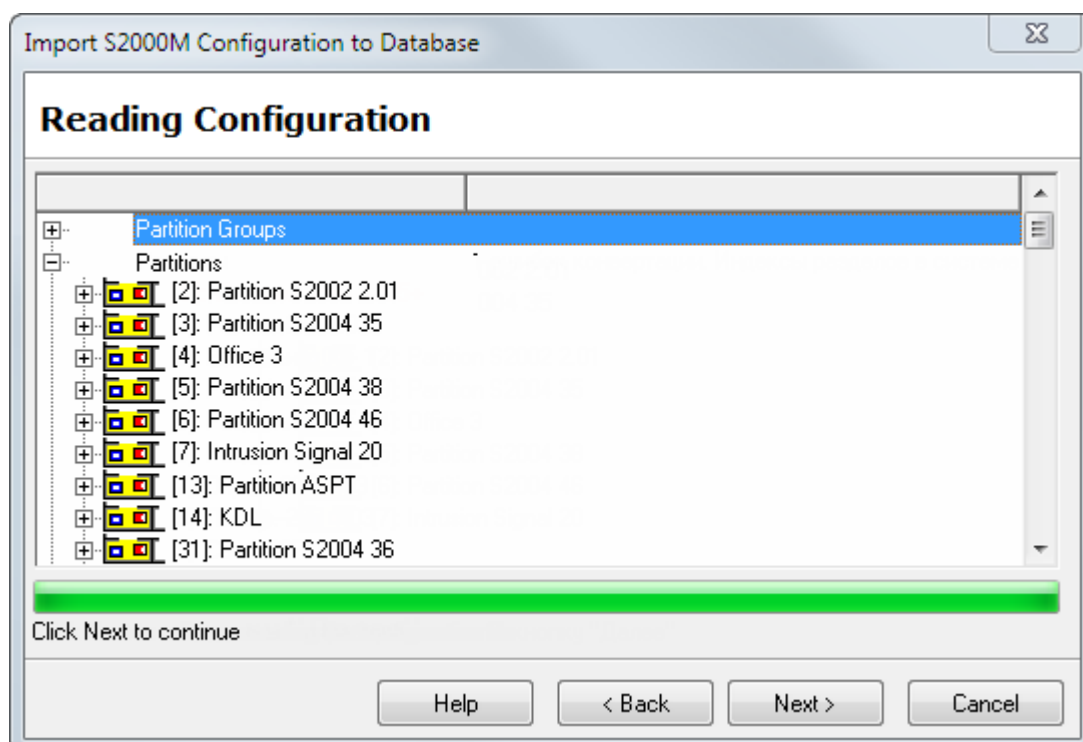 Import S2000M Configuration to Database
Reading Configuration
Partition Groups
Partitions
[2]: Partition S2002 2.01
[3]: Partition S2004 35
[4]: Office 3
[5]: Partition S2004 38
[6]: Partition S2004 46
[7]: Intrusion Signal 20
[13]: Partition ASPT
[14]: KDL
[31]: Partition S2004 36
Click Next to continue
Help < Back Next > Cancel